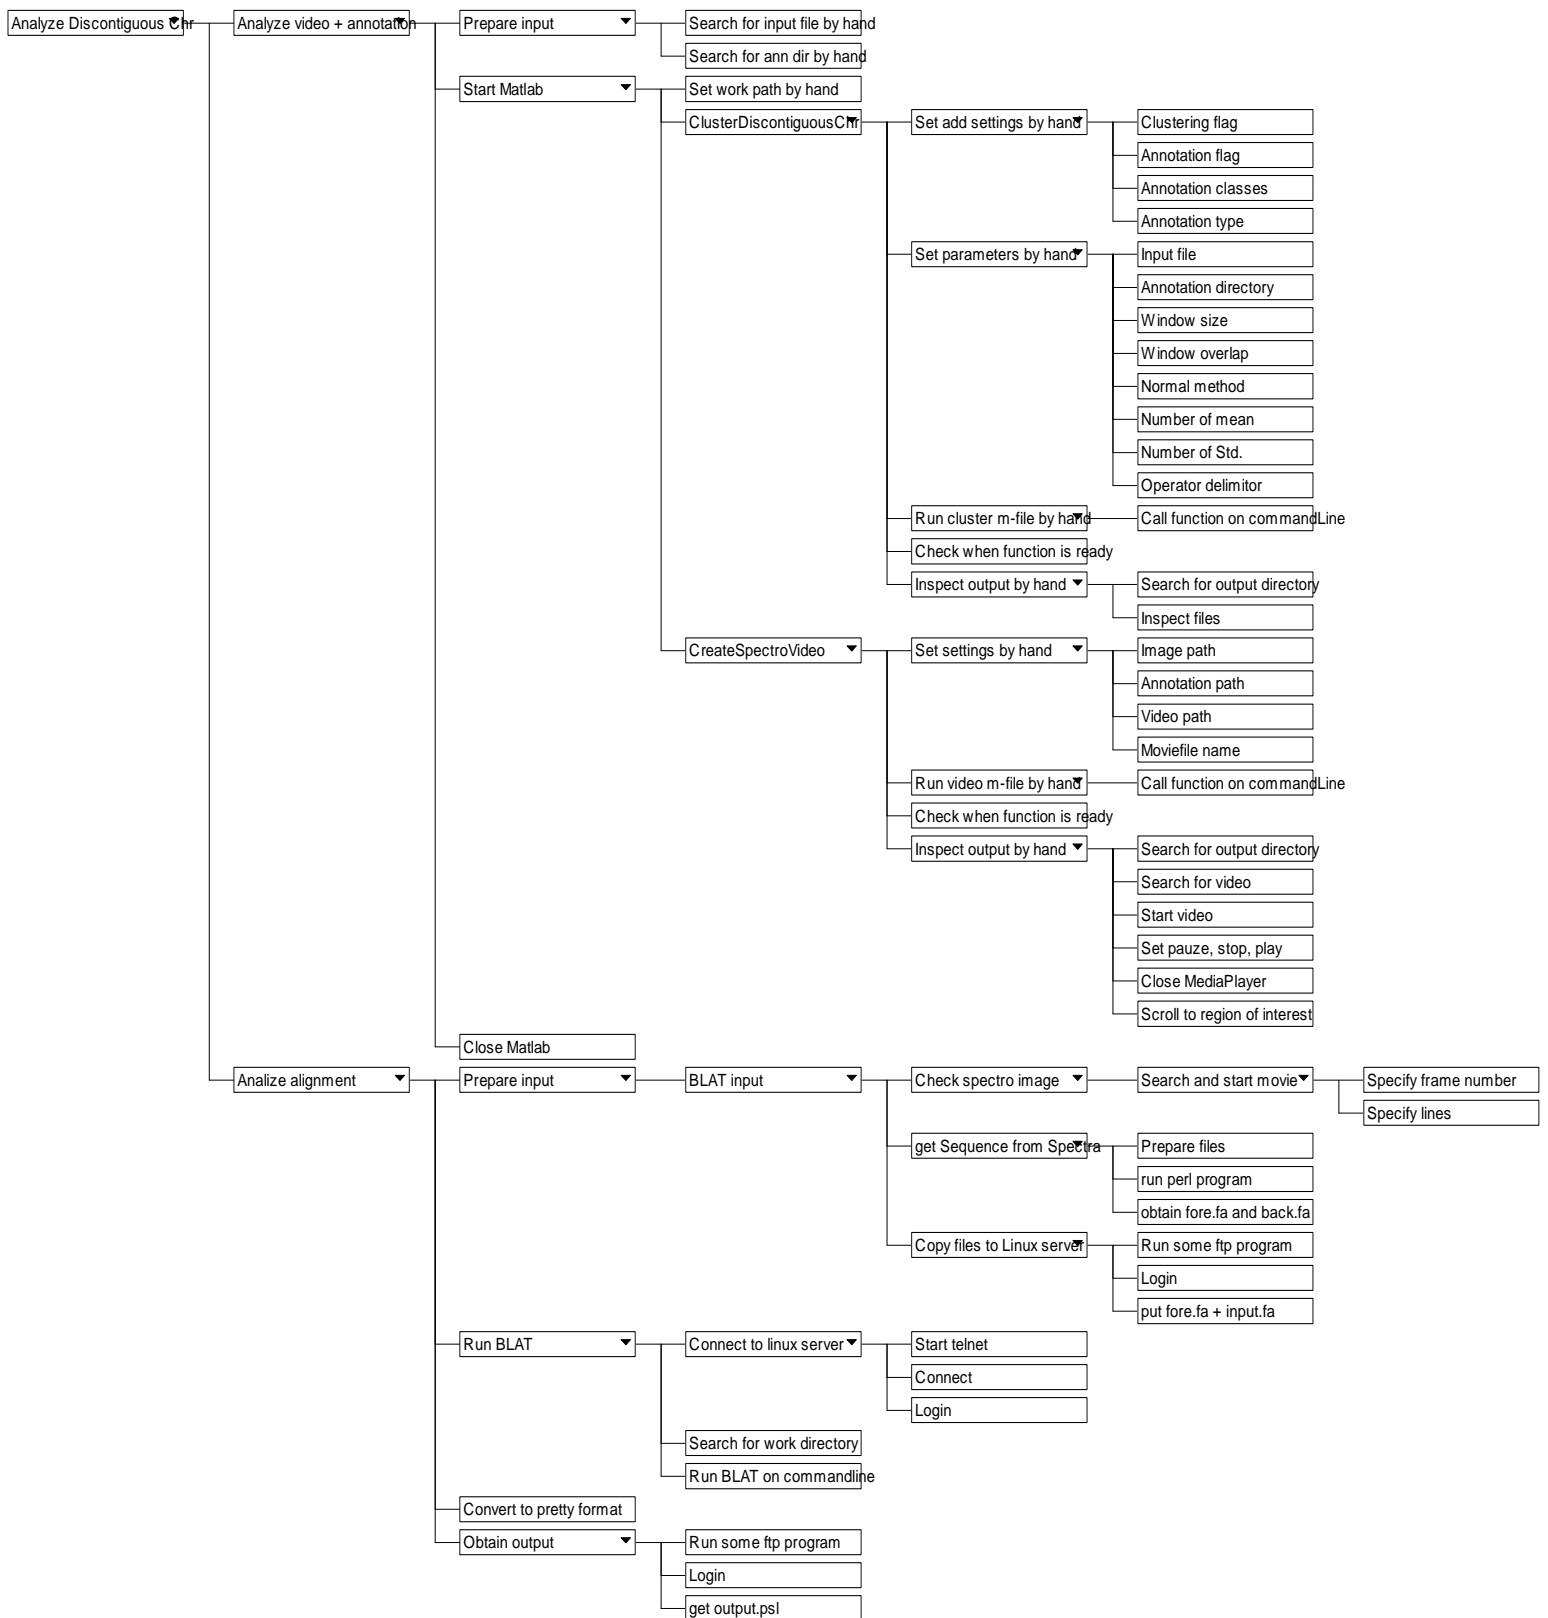 Analyze Discontiguous Chr
Analyze video + annotation
Prepare input
Search for input file by hand
Search for ann dir by hand
Start Matlab
Set work path by hand
ClusterDiscontiguousChr
Set add settings by hand
Clustering flag
Annotation flag
Annotation classes
Annotation type
Set parameters by hand
Input file
Annotation directory
Window size
Window overlap
Normal method
Number of mean
Number of Std.
Operator delimitor
Run cluster m-file by hand
Call function on commandLine
Check when function is ready
Inspect output by hand
Search for output directory
Inspect files
CreateSpectroVideo
Set settings by hand
Image path
Annotation path
Video path
Moviefile name
Run video m-file by hand
Call function on commandLine
Check when function is ready
Inspect output by hand
Search for output directory
Search for video
Start video
Set pauze, stop, play
Close MediaPlayer
Scroll to region of interest
Close Matlab
Analize alignment
Prepare input
BLAT input
Check spectro image
Search and start movie
Specify frame number
Specify lines
get Sequence from Spectra
Prepare files
run perl program
obtain fore.fa and back.fa
Copy files to Linux server
Run some ftp program
Login
put fore.fa + input.fa
Run BLAT
Connect to linux server
Start telnet
Connect
Login
Search for work directory
Run BLAT on commandline
Convert to pretty format
Obtain output
Run some ftp program
Login
get output.psl